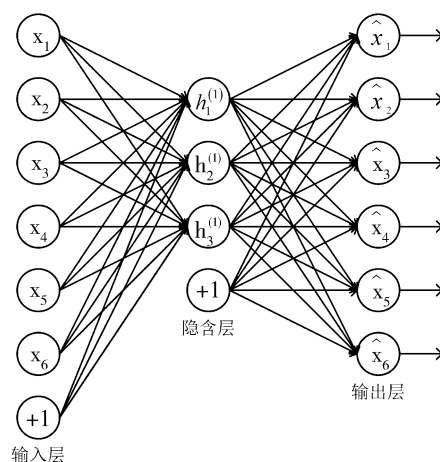 x₁
x₂
x₃
x₄
x₅
x₆
+1
输入层
h₁⁽¹⁾
h₂⁽¹⁾
h₃⁽¹⁾
+1
隐含层
x̂₁
x̂₂
x̂₃
x̂₄
x̂₅
x̂₆
输出层